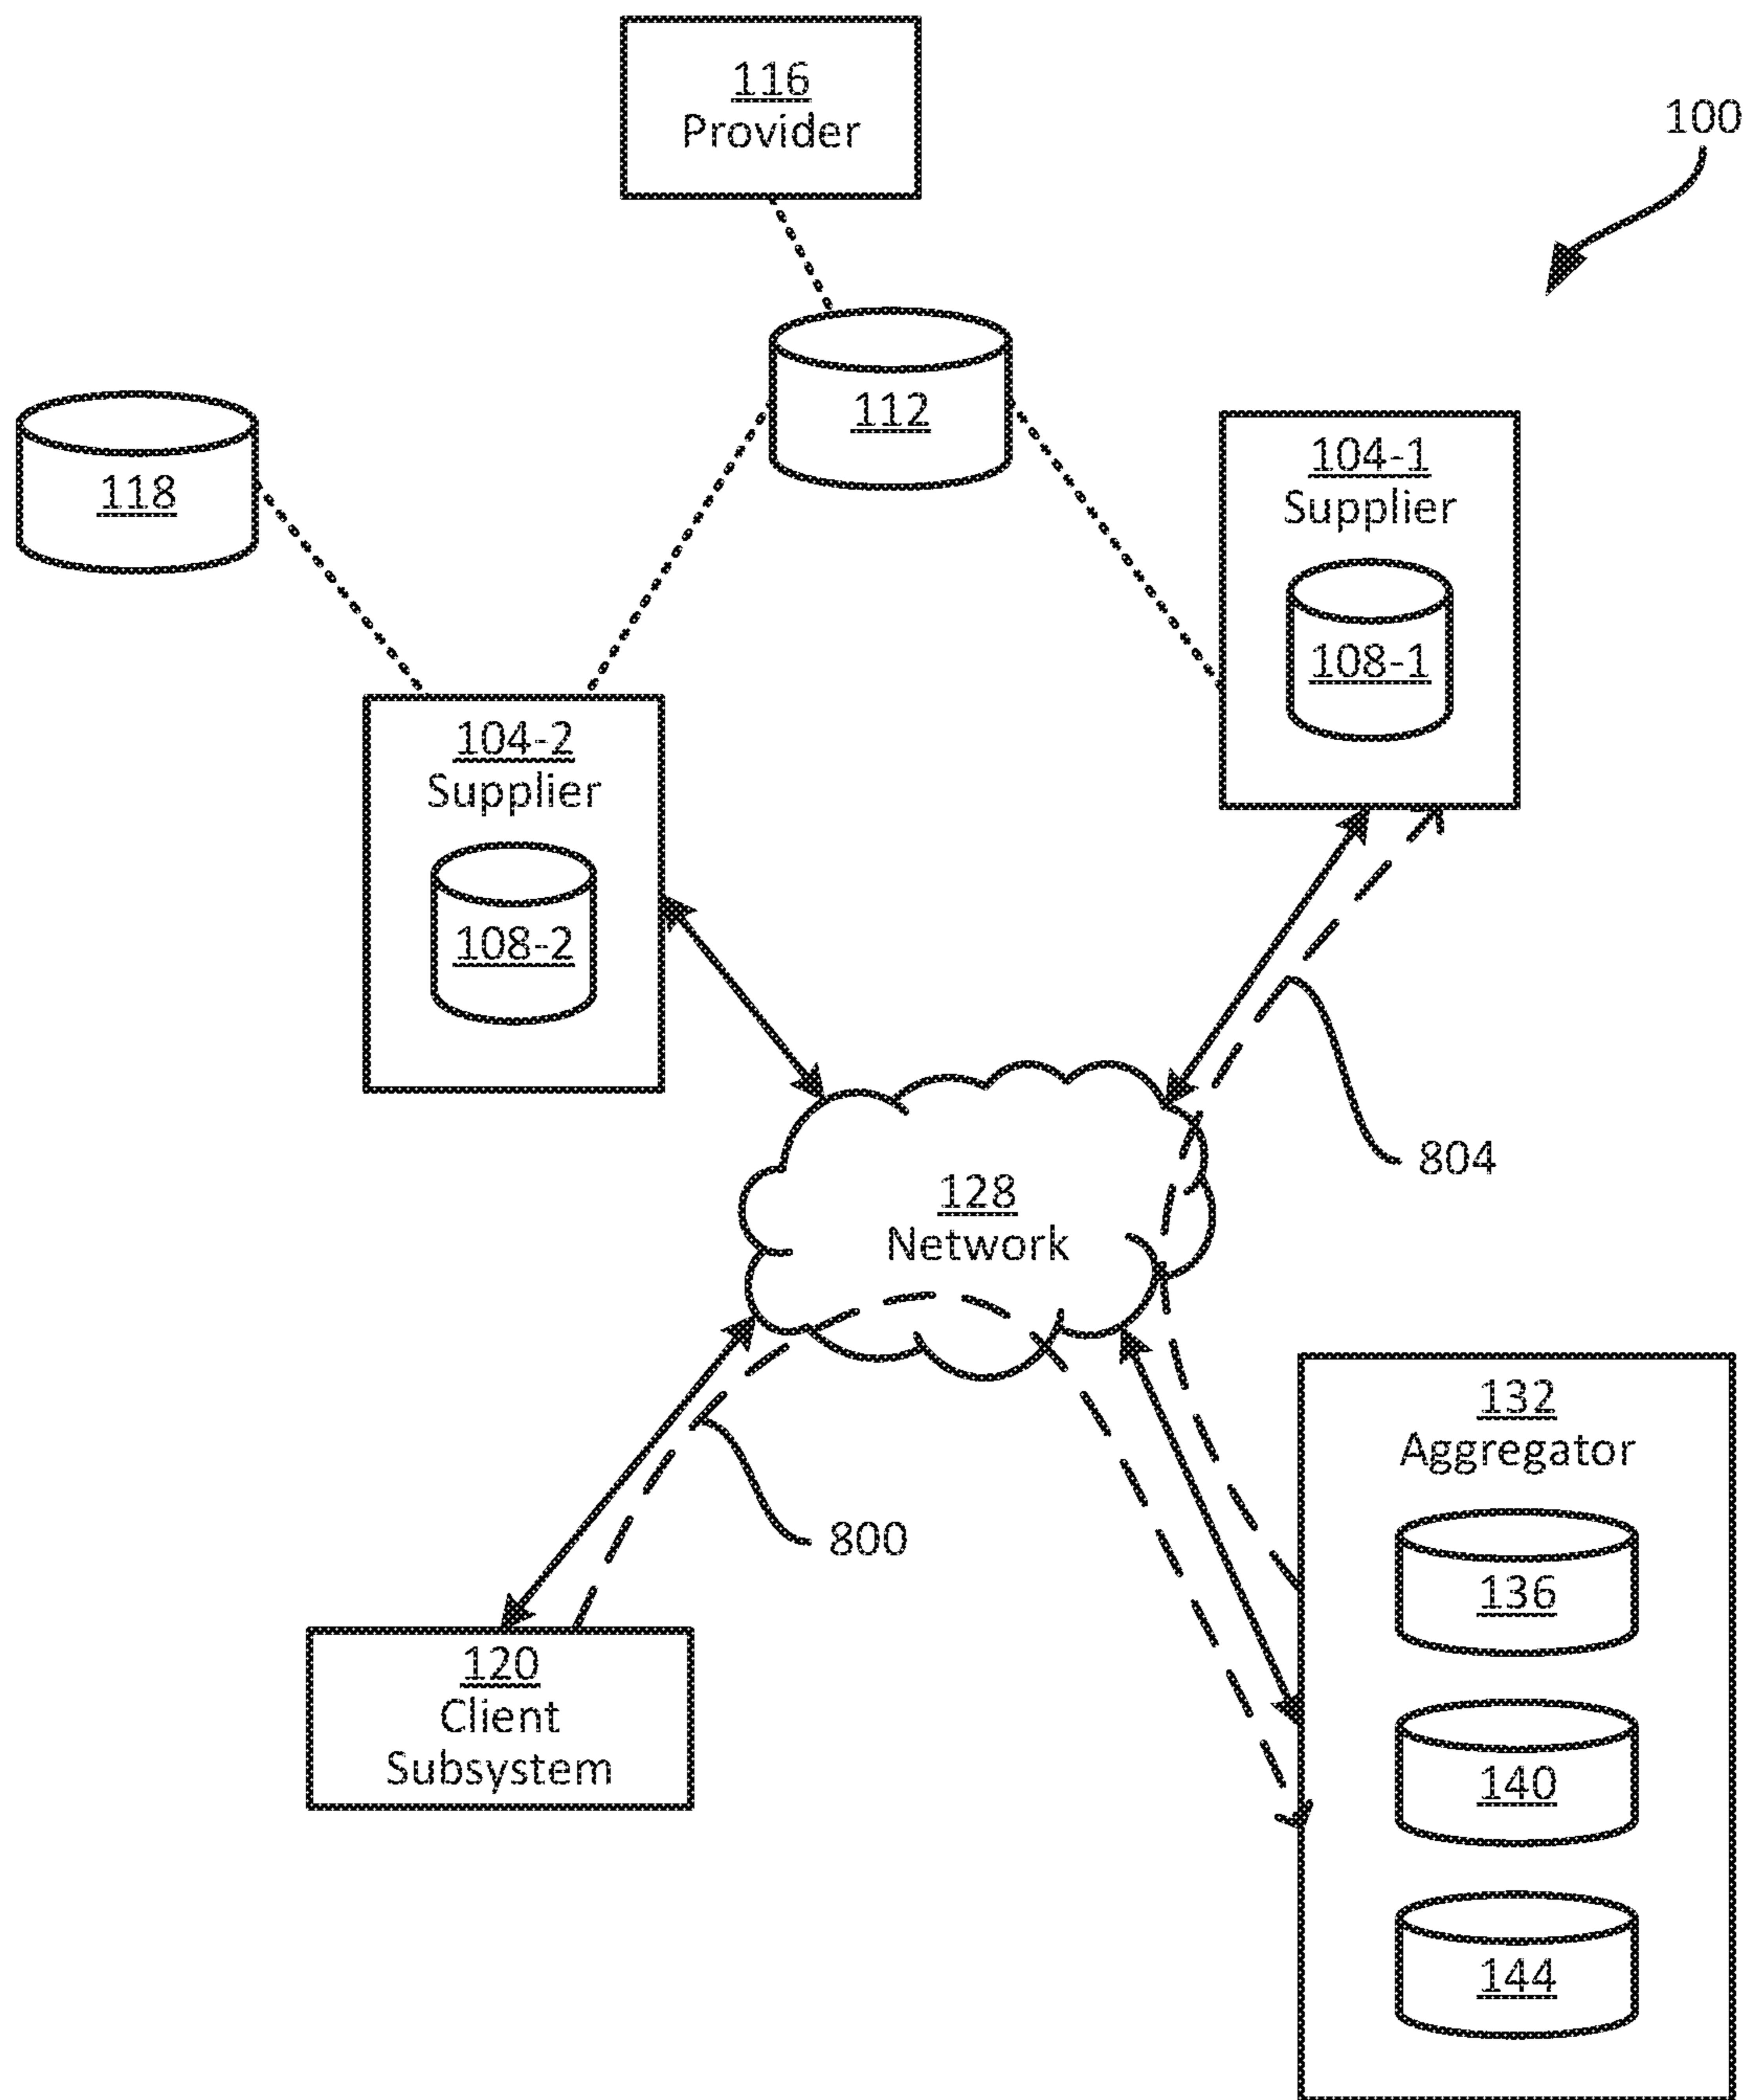 116
Provider
100
112
118
104-1
Supplier
108-1
104-2
Supplier
108-2
804
128
Network
132
Aggregator
800
136
120
Client
Subsystem
140
144